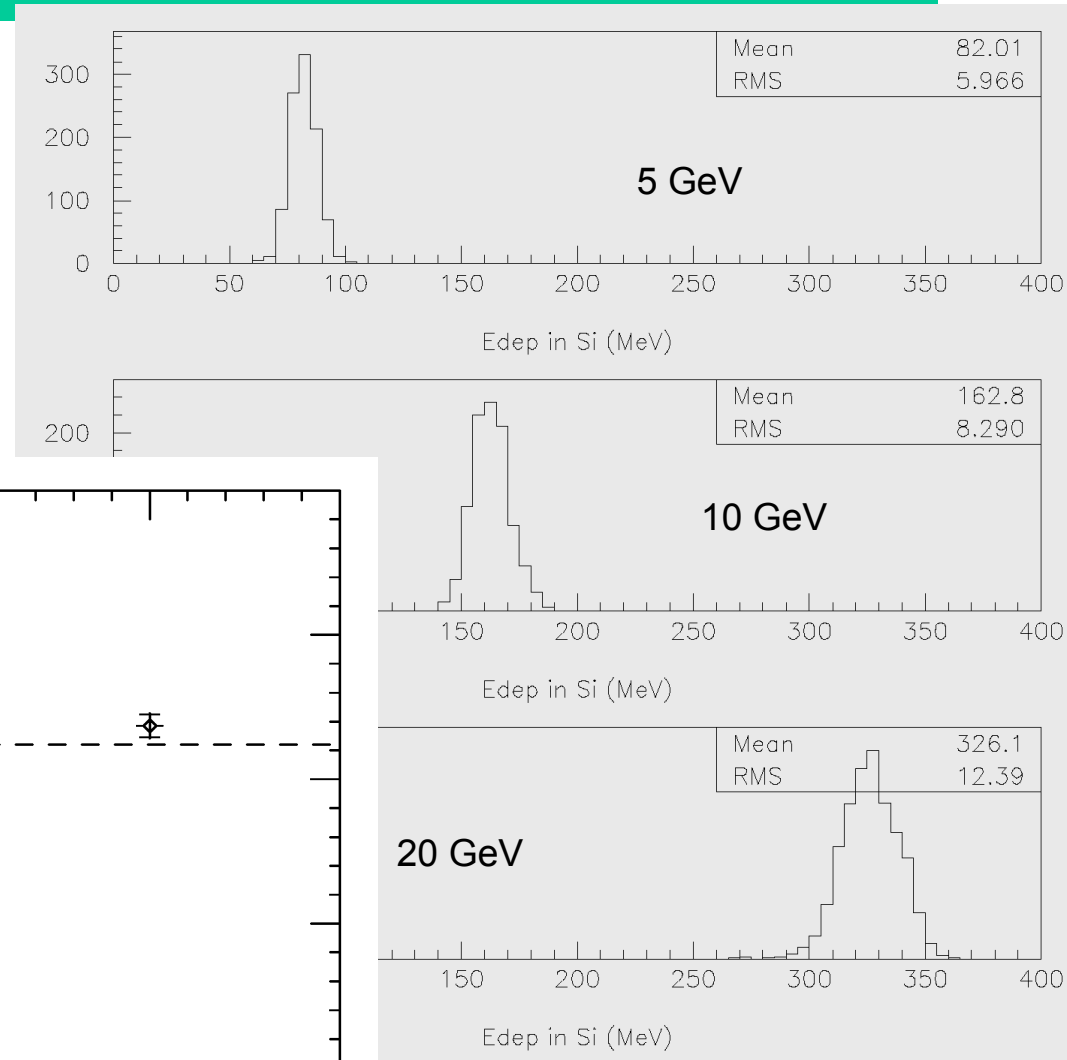 Mean 82.01
RMS 5.966
300
200
100
0
5 GeV
0 50 100 150 200 250 300 350 400
Edep in Si (MeV)
Mean 162.8
RMS 8.290
200
10 GeV
150 200 250 300 350 400
Edep in Si (MeV)
Mean 326.1
RMS 12.39
20 GeV
150 200 250 300 350 400
Edep in Si (MeV)